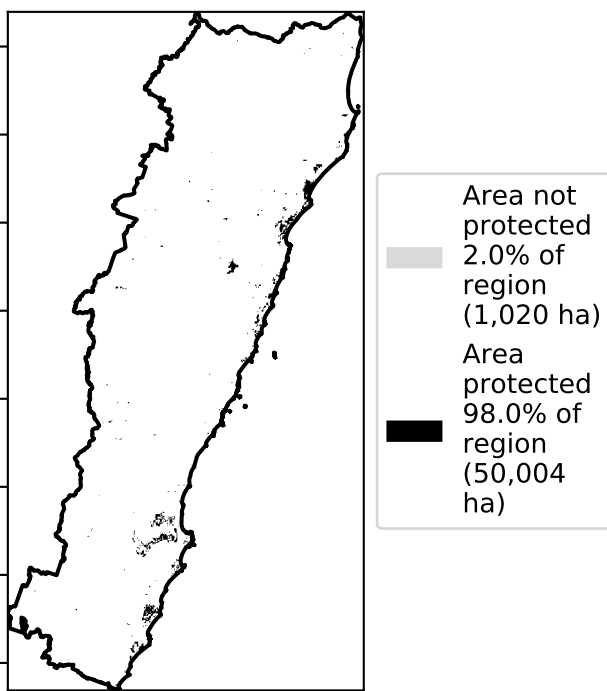 Area not
protected
2.0% of
region
(1,020 ha)
Area
protected
98.0% of
region
(50,004
ha)